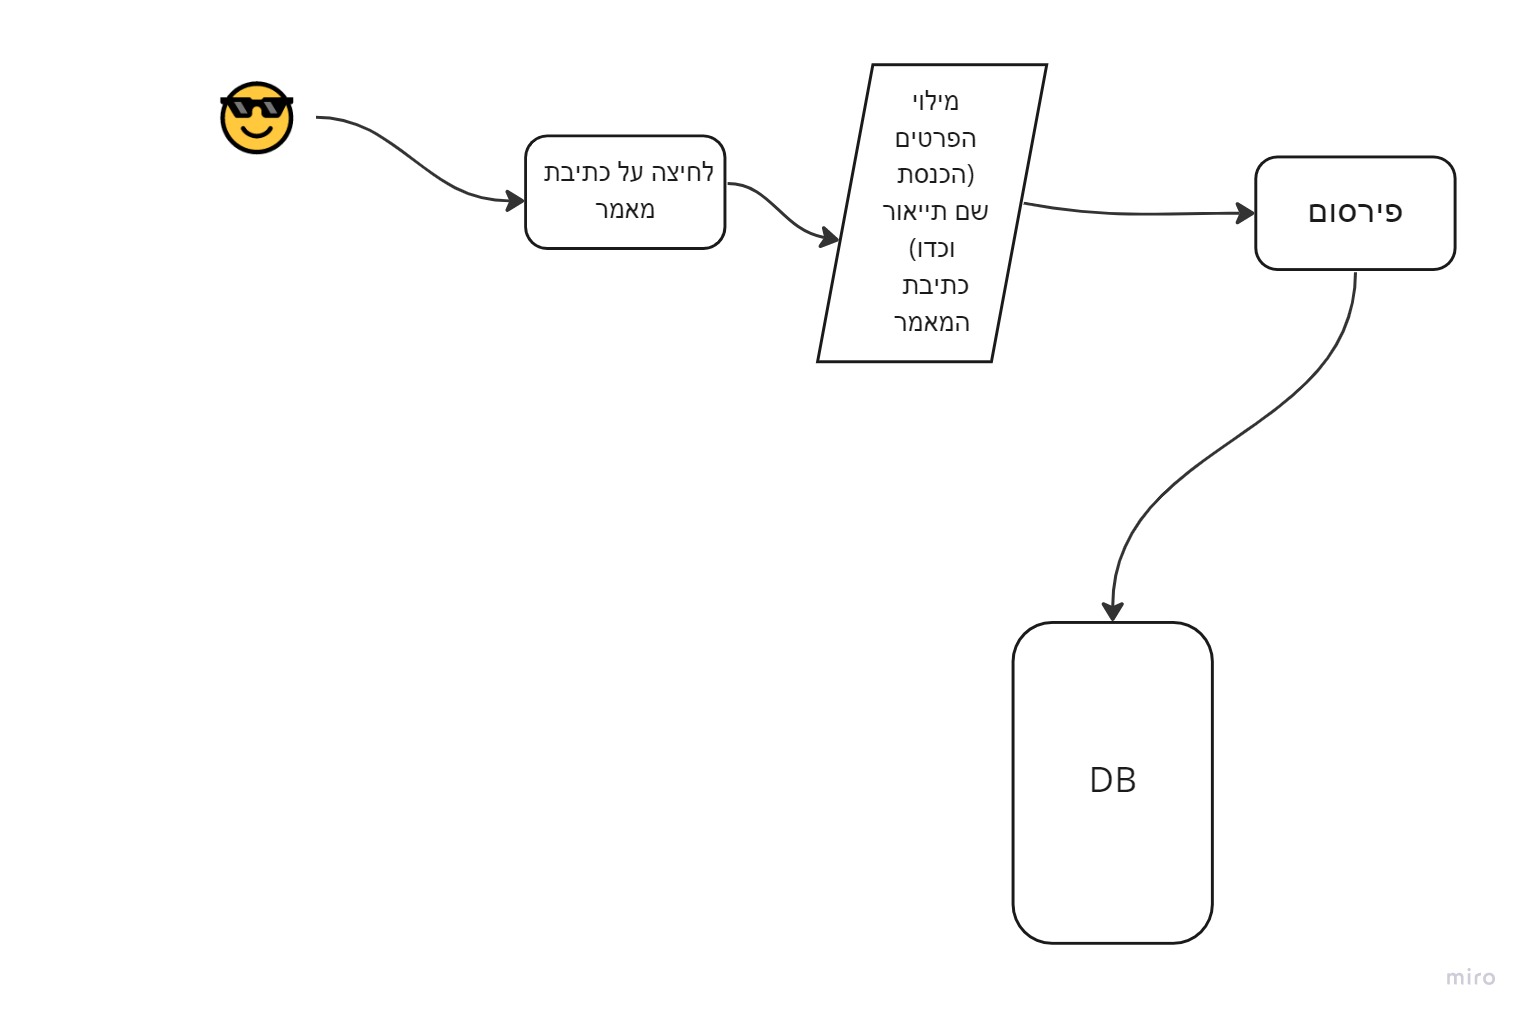 לחיצה על כתיבת
מאמר
מילוי
הפרטים
(הכנסת
שם תייאור
וכדו)
כתיבת
המאמר
פירסום
DB
miro